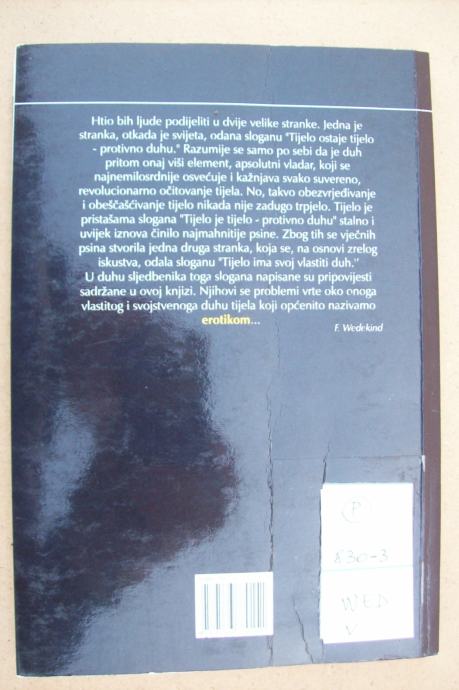 Htio bih ljude podijeliti u dvije velike stranke. Jedna je
stranka, otkada je svijeta, odana sloganu "Tijelo ostaje tijelo
- protivno duhu." Razumije se samo po sebi da je duh
pritom onaj viši element, apsolutni vladar, koji se
najnemilosrdnije osvećuje i kažnjava svako suvereno,
revolucionarno očitovanje tijela. No, takvo obezvrjeđivanje
i obeščašćivanje tijelo nikada nije zadugo trpjelo. Tijelo je
pristašama slogana "Tijelo je tijelo - protivno duhu" stalno i
uvijek iznova činilo najmahnitije psine. Zbog tih se vječnih
psina stvorila jedna druga stranka, koja se, na osnovi zrelog
iskustva, odala sloganu "Tijelo ima svoj vlastiti duh."
U duhu sljedbenika toga slogana napisane su pripovijesti
sadržane u ovoj knjizi. Njihovi se problemi vrte oko onoga
vlastitog i svojstvenoga duhu tijela koji općenito nazivamo
erotikom...
F. Wedekind
P
830-3
WED
V